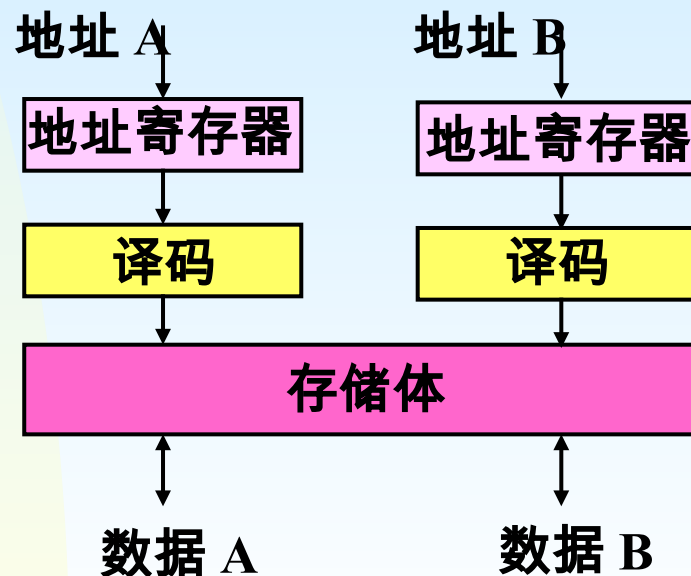 地址 A 地址 B
地址寄存器 地址寄存器
译码 译码
存储体
数据 A 数据 B